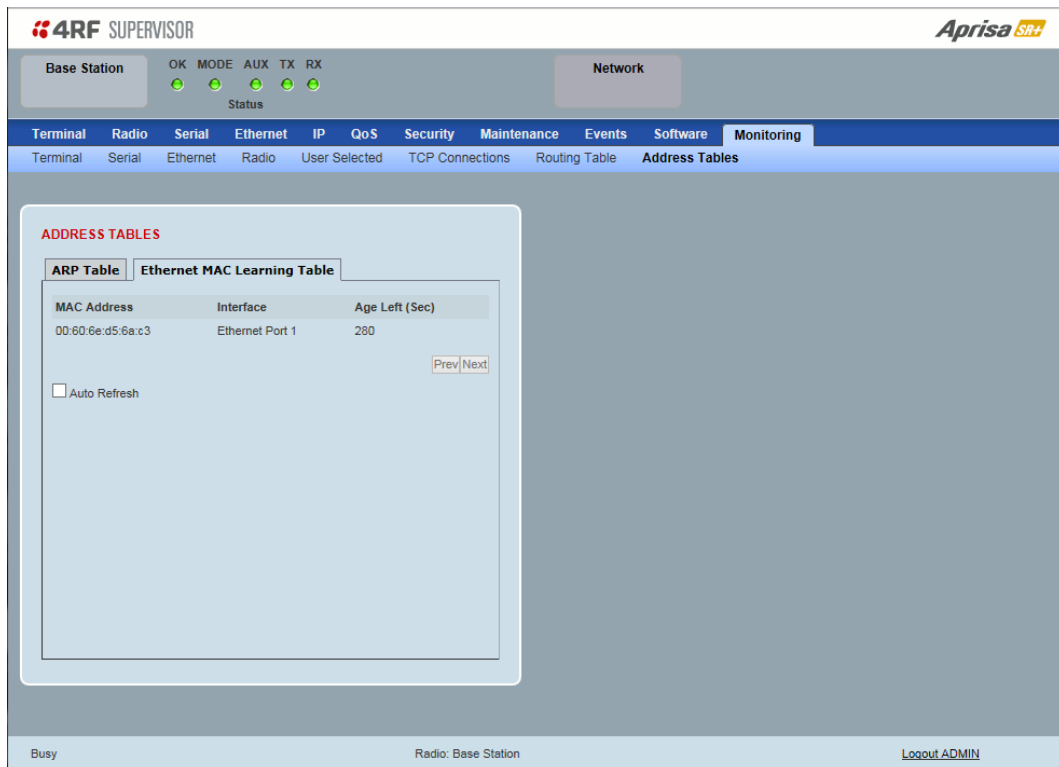 4RF SUPERVISOR
Aprisa SR+
Base Station
OK MODE AUX TX RX
Status
Network
Terminal Radio Serial Ethernet IP QoS Security Maintenance Events Software Monitoring
Terminal Serial Ethernet Radio User Selected TCP Connections Routing Table Address Tables
ADDRESS TABLES
ARP Table Ethernet MAC Learning Table
MAC Address Interface Age Left (Sec)
00:60:6e:d5:6a:c3 Ethernet Port 1 280
Prev Next
Auto Refresh
Busy Radio: Base Station Logout ADMIN